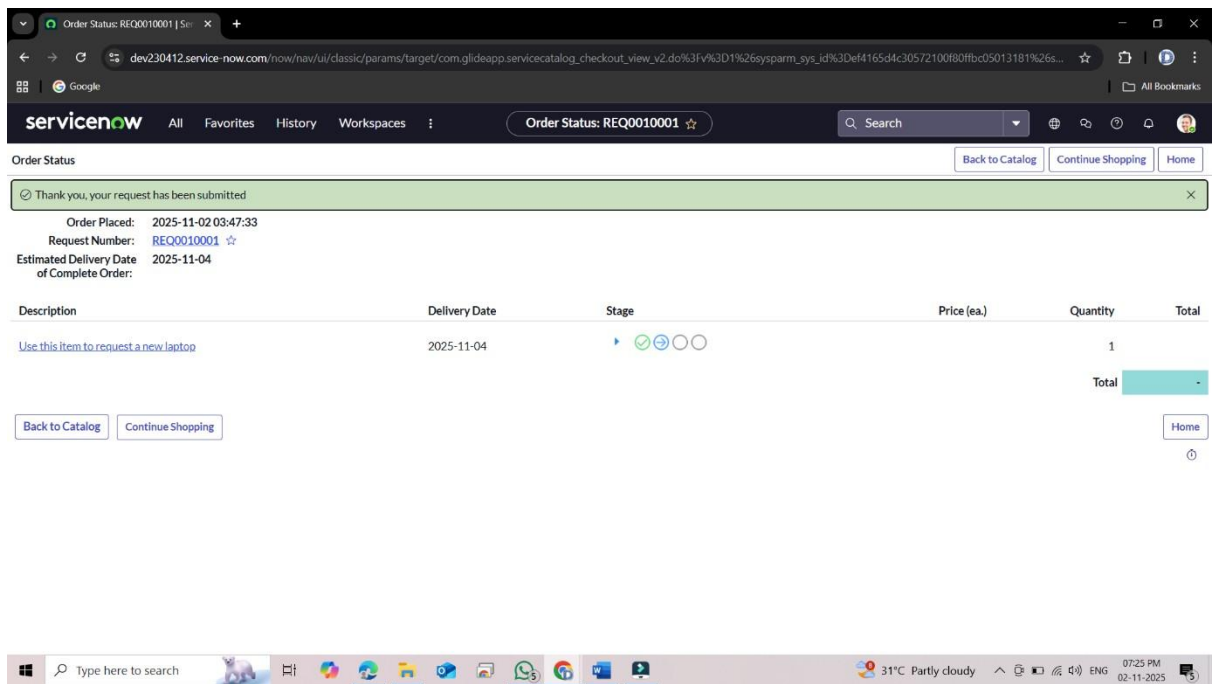 Order Status: REQ0010001 | Ser
dev230412.service-now.com/now/nav/ui/classic/params/target/com.glideapp.servicecatalog_checkout_view_v2.do%3Fv%3D1%26sysparm_sys_id%3Def4165d4c30572100f80ffbc05013181%26s...
Google
All Bookmarks
servicenow All Favorites History Workspaces Order Status: REQ0010001 Search
Order Status Back to Catalog Continue Shopping Home
Thank you, your request has been submitted
Order Placed: 2025-11-02 03:47:33
Request Number: REQ0010001
Estimated Delivery Date 2025-11-04
of Complete Order:
Description Delivery Date Stage Price (ea.) Quantity Total
Use this item to request a new laptop 2025-11-04 1
Total -
Back to Catalog Continue Shopping Home
Type here to search 5 31°C Partly cloudy ENG 07:25 PM
02-11-2025 5